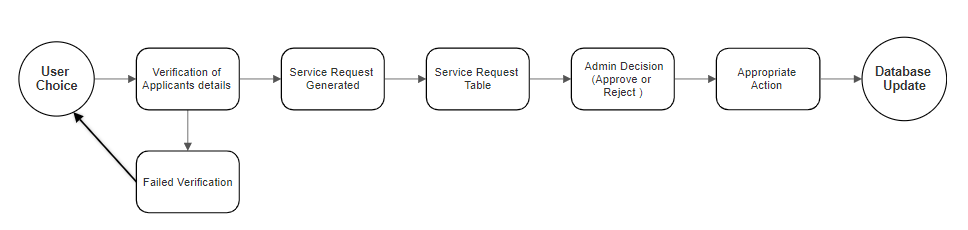 User
Choice
Verification of
Applicants details
Service Request
Generated
Service Request
Table
Admin Decision
(Approve or
Reject )
Appropriate
Action
Database
Update
Failed Verification